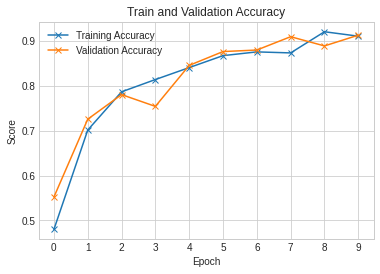 Train and Validation Accuracy
Training Accuracy
Validation Accuracy
0.9
0.8
0.7
0.6
0.5
Score
0 1 2 3 4 5 6 7 8 9
Epoch